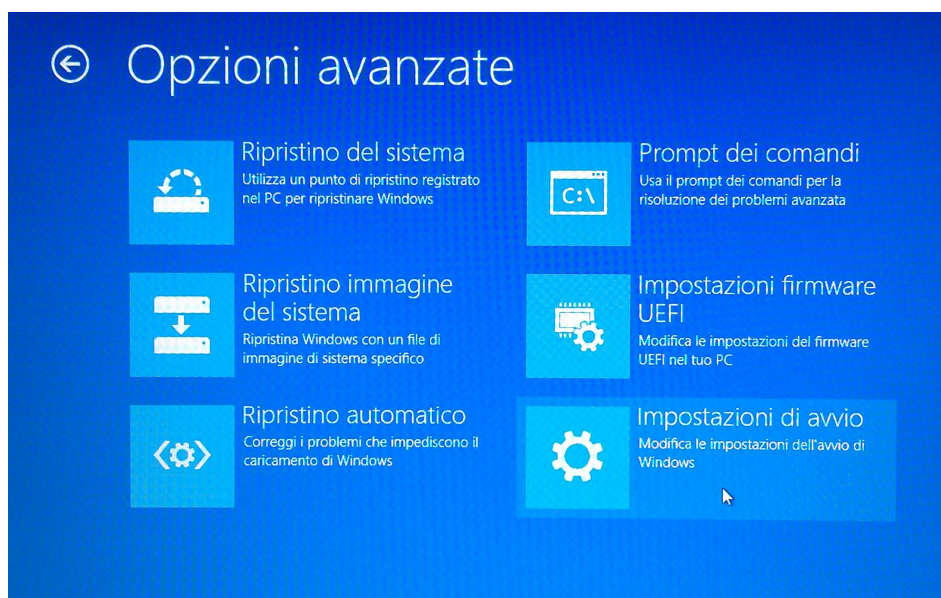 Opzioni avanzate
Ripristino del sistema
Utilizza un punto di ripristino registrato
nel PC per ripristinare Windows
Ripristino immagine
del sistema
Ripristina Windows con un file di
immagine di sistema specifico
Ripristino automatico
Correggi i problemi che impediscono il
caricamento di Windows
Prompt dei comandi
Usa il prompt dei comandi per la
risoluzione dei problemi avanzata
C:\
Impostazioni firmware
UEFI
Modifica le impostazioni del firmware
UEFI nel tuo PC
Impostazioni di avvio
Modifica le impostazioni dell'avvio di
Windows